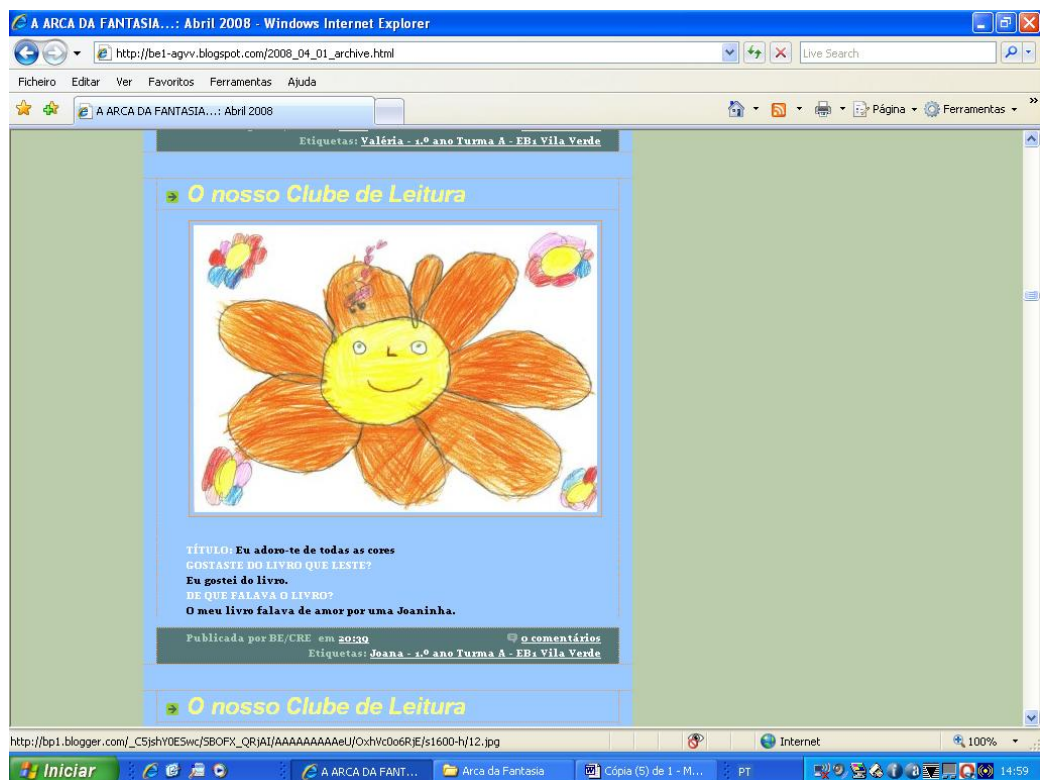 A ARCA DA FANTASIA...: Abril 2008 - Windows Internet Explorer
http://be1-agvv.blogspot.com/2008_04_01_archive.html
Live Search
Ficheiro Editar Ver Favoritos Ferramentas Ajuda
A ARCA DA FANTASIA...: Abril 2008
Página Ferramentas
Etiquetas: Valéria - 1.º ano Turma A - EB1 Vila Verde
O nosso Clube de Leitura
TÍTULO: Eu adoro-te de todas as cores
GOSTASTE DO LIVRO QUE LESTE?
Eu gostei do livro.
DE QUE FALAVA O LIVRO?
O meu livro falava de amor por uma Joaninha.
Publicada por BE/CRE em 20:39 0 comentários
Etiquetas: Joana - 1.º ano Turma A - EB1 Vila Verde
O nosso Clube de Leitura
http://bp1.blogger.com/_C5jshY0ESwc/SBOFX_QRjAI/AAAAAAAAAeU/OxhVc0o6RjE/s1600-h/12.jpg
Internet 100%
Iniciar A ARCA DA FANT... Arca da Fantasia Cópia (5) de 1 - M... PT 14:59